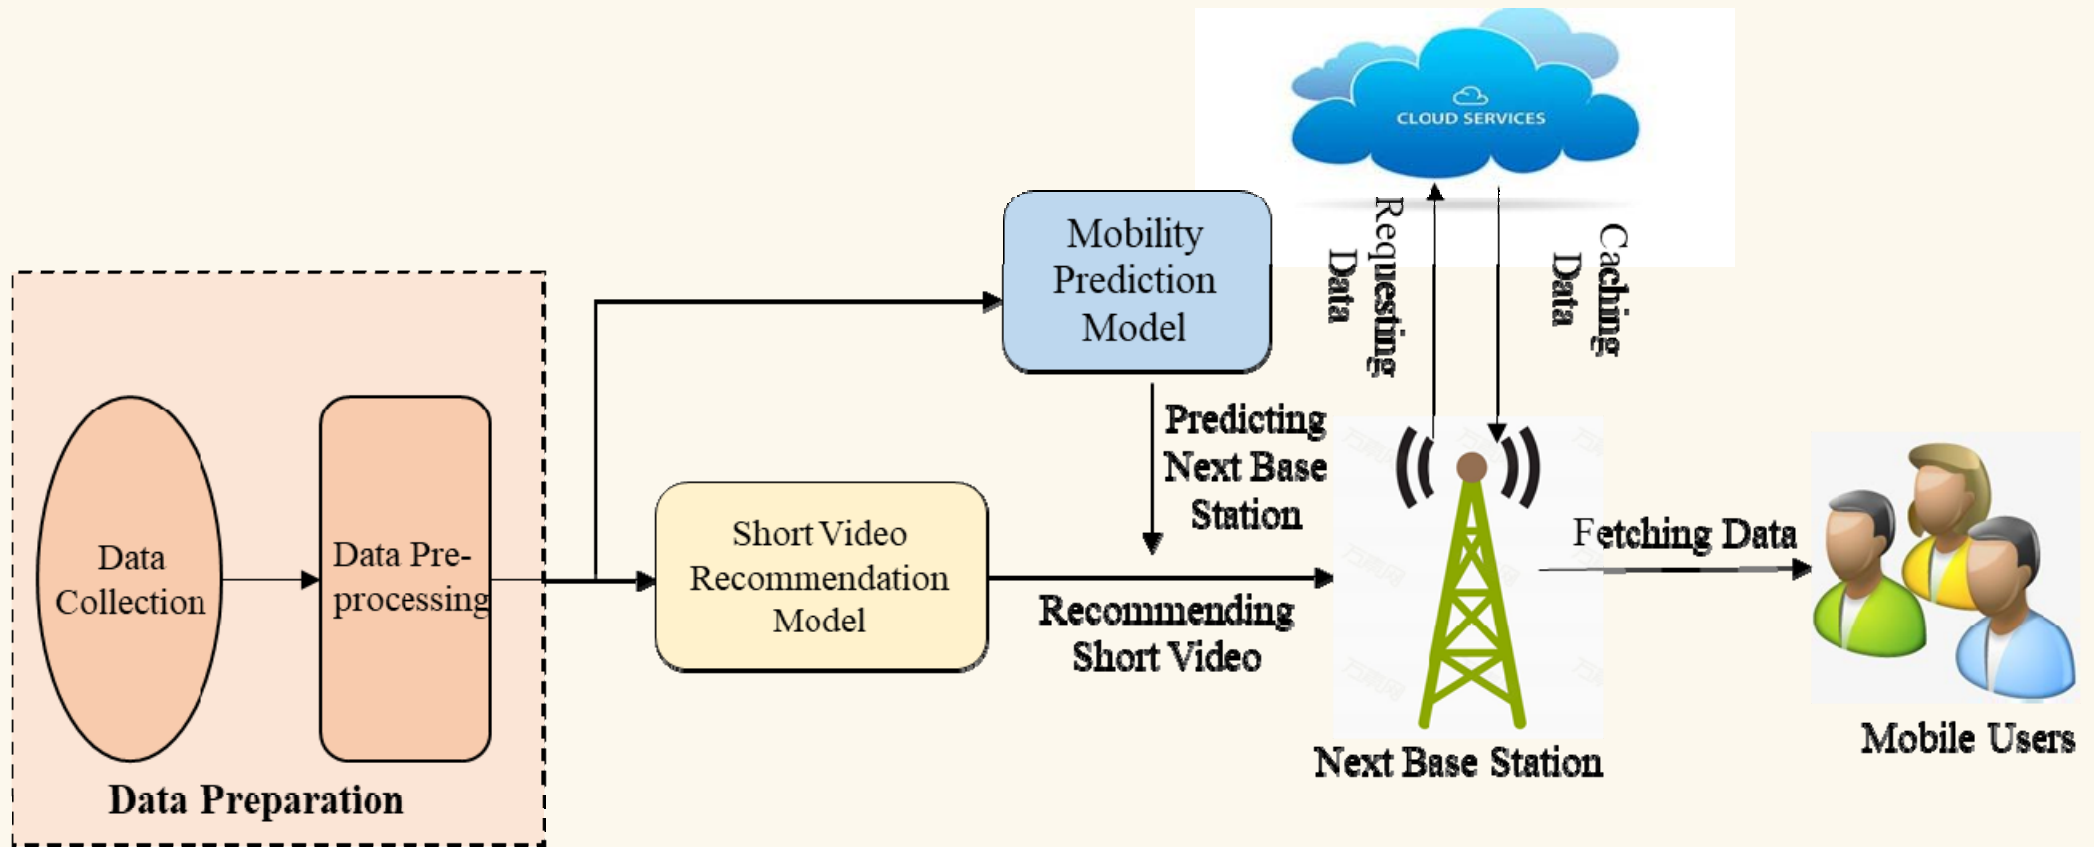 CLOUD SERVICES
Mobility
Prediction
Model
Requesting
Data
Caching
Data
Predicting
Next Base
Station
Data
Collection
Data Pre-
processing
Short Video
Recommendation
Model
Recommending
Short Video
Fetching Data
Next Base Station
Mobile Users
Data Preparation